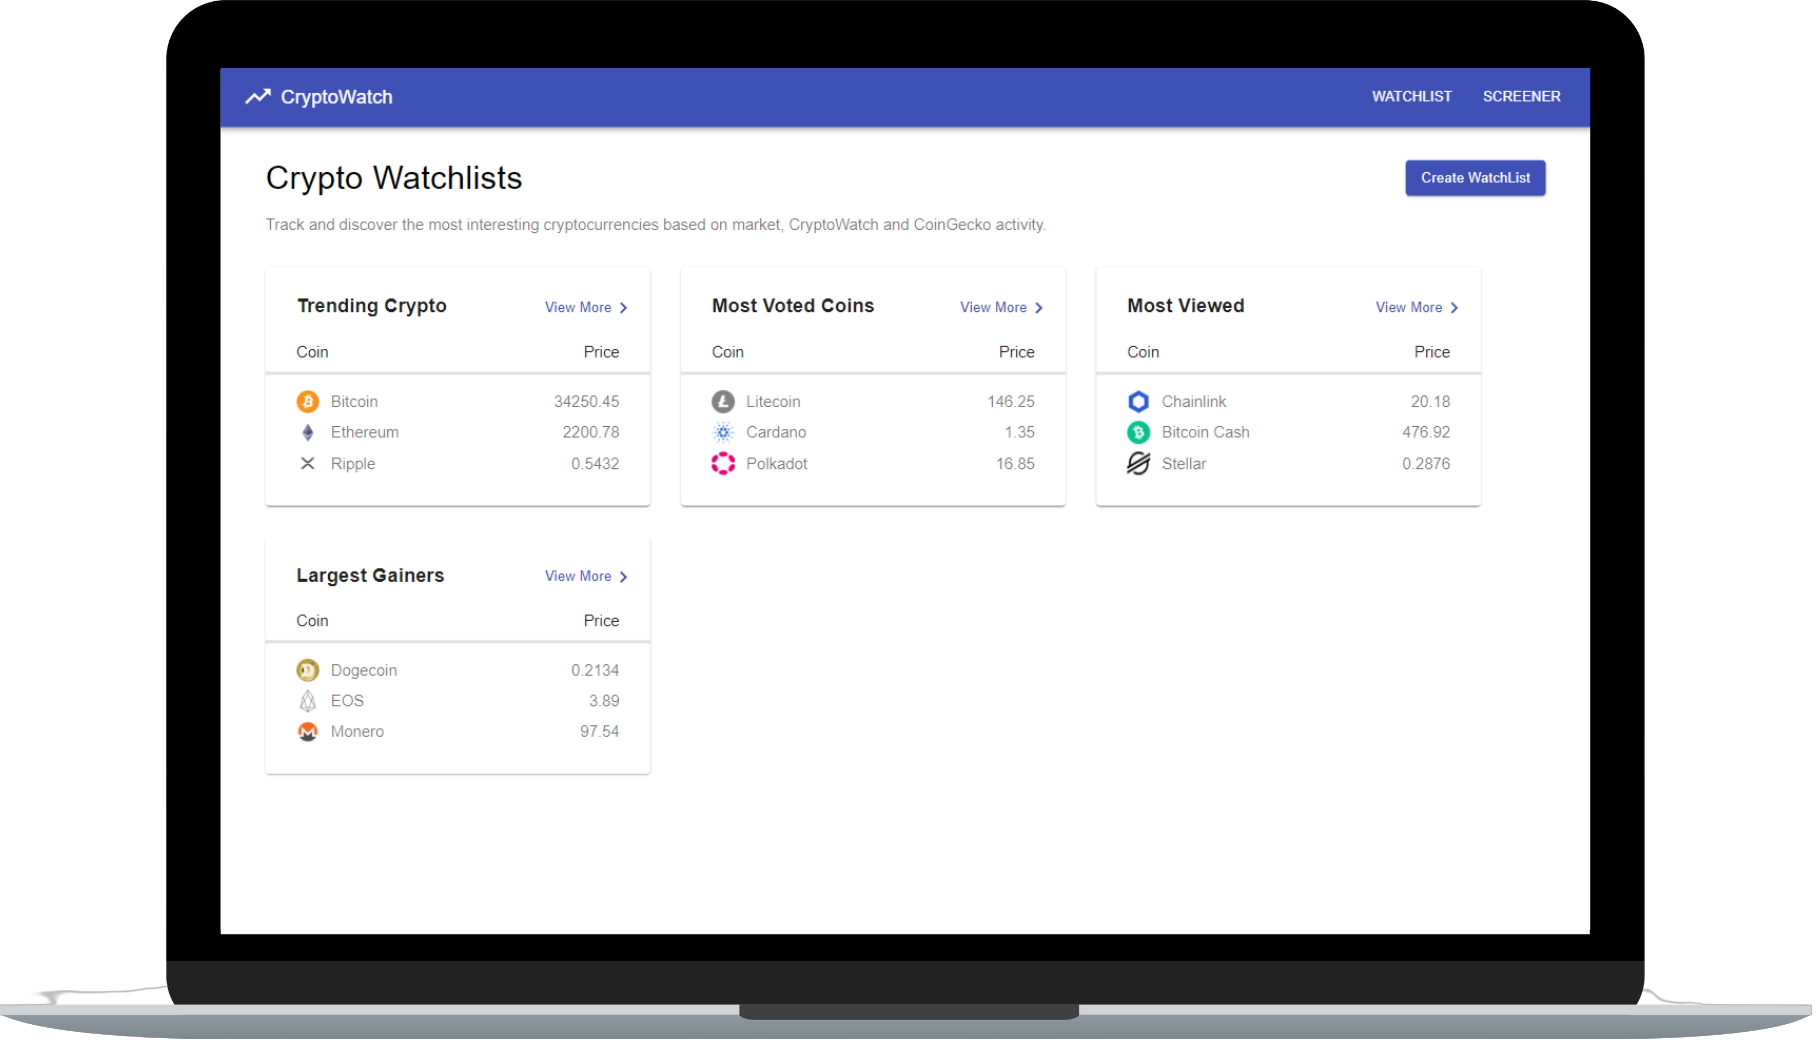 CryptoWatch
WATCHLIST SCREENER
Crypto Watchlists
Create WatchList
Track and discover the most interesting cryptocurrencies based on market, CryptoWatch and CoinGecko activity.
Trending Crypto View More
Coin Price
Bitcoin 34250.45
Ethereum 2200.78
Ripple 0.5432
Most Voted Coins View More
Coin Price
Litecoin 146.25
Cardano 1.35
Polkadot 16.85
Most Viewed View More
Coin Price
Chainlink 20.18
Bitcoin Cash 476.92
Stellar 0.2876
Largest Gainers View More
Coin Price
Dogecoin 0.2134
EOS 3.89
Monero 97.54